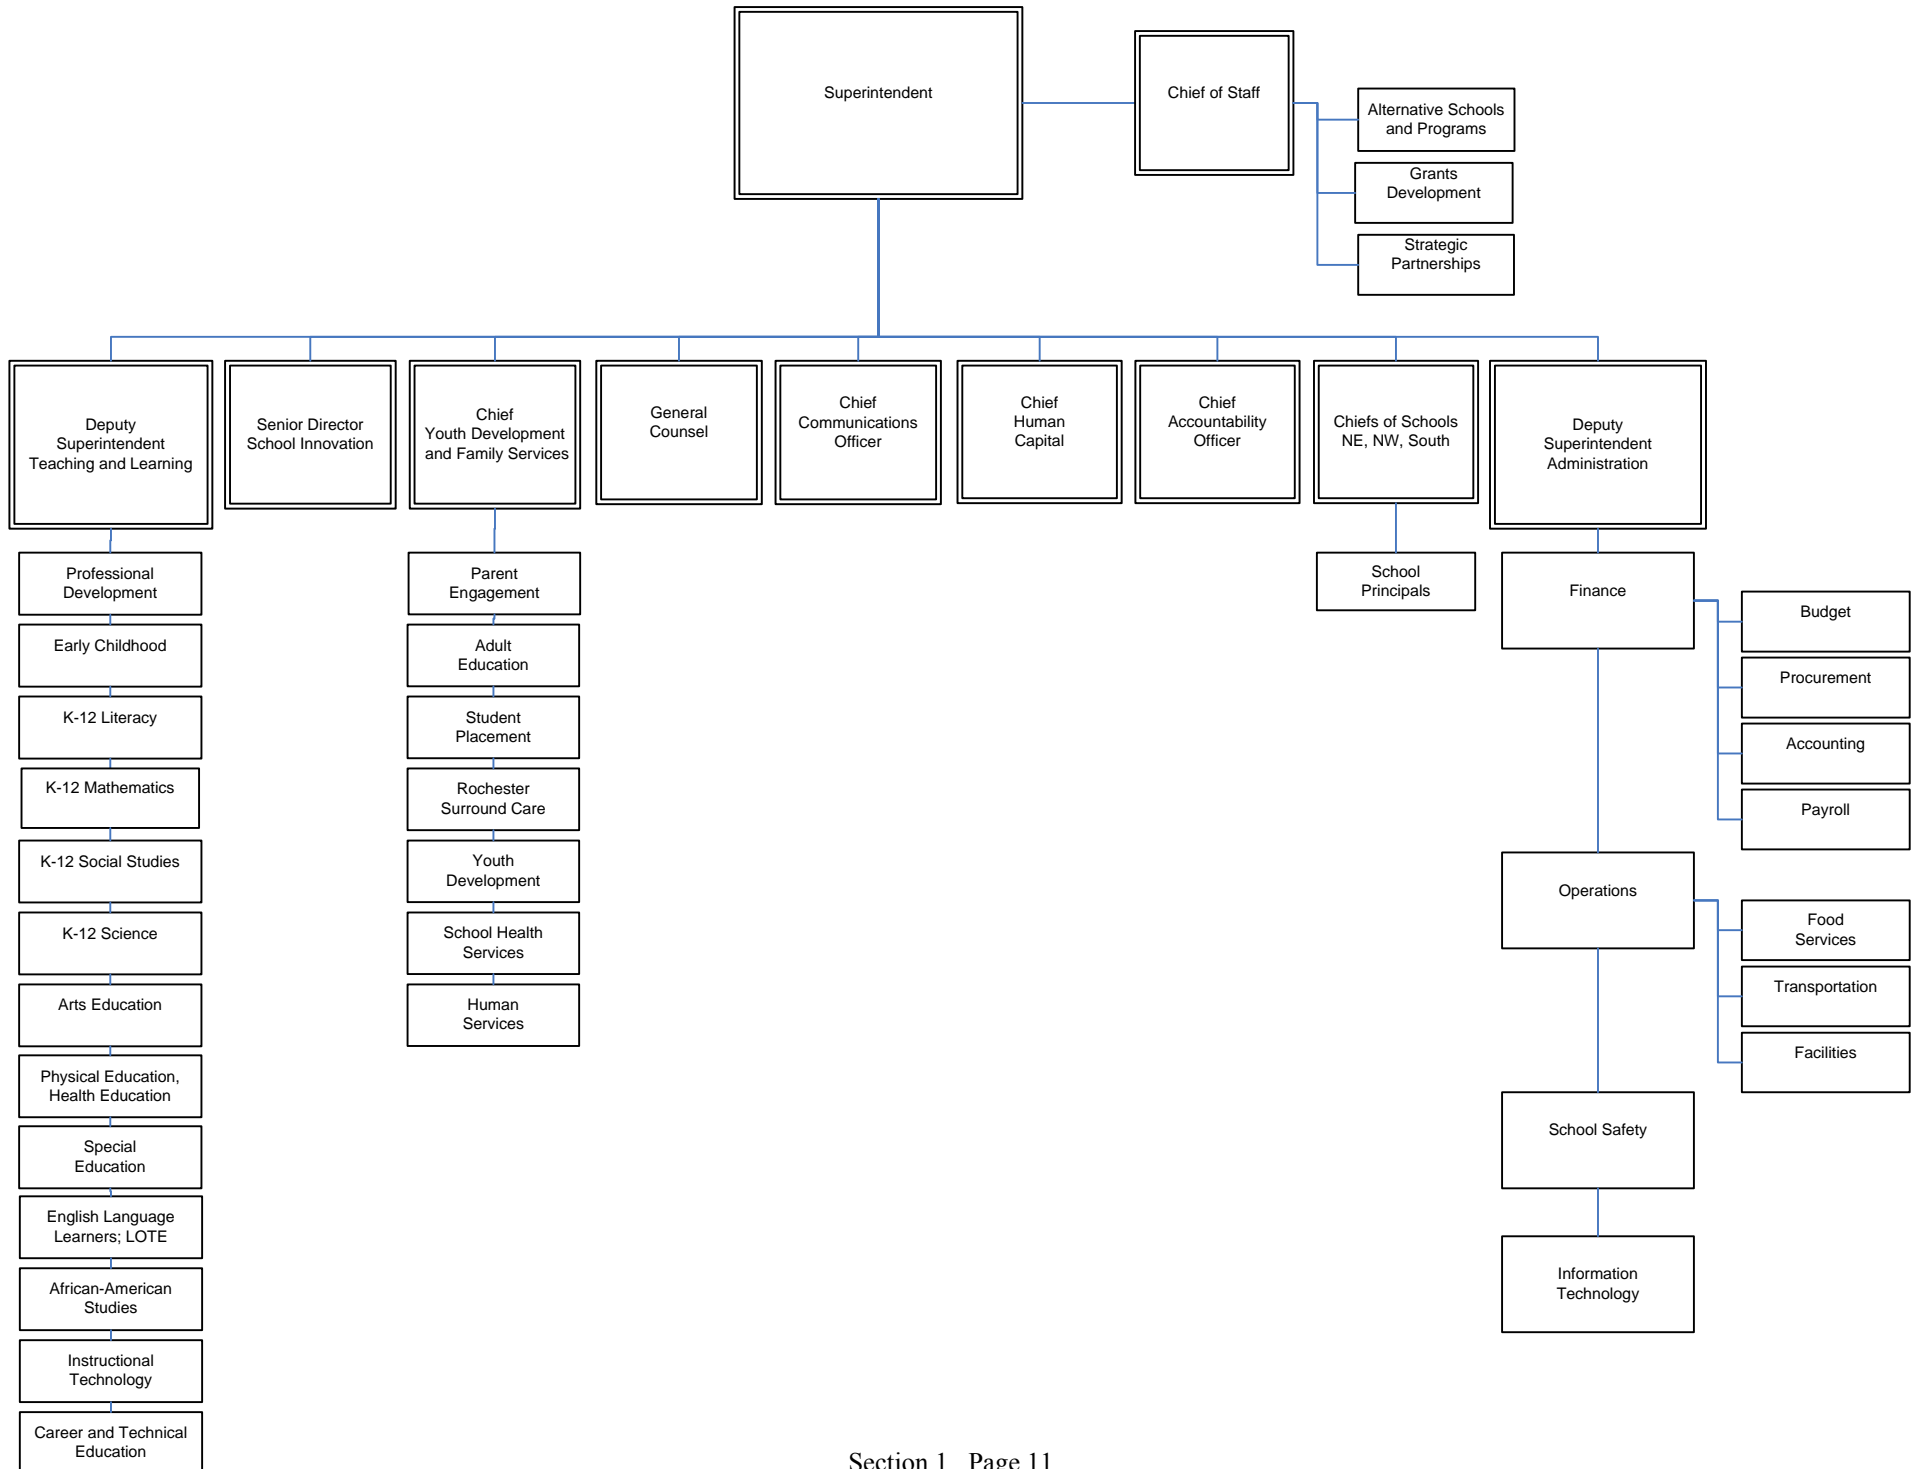 Superintendent
Chief of Staff
Alternative Schools
and Programs
Grants
Development
Strategic
Partnerships
Deputy
Superintendent
Teaching and Learning
Senior Director
School Innovation
Chief
Youth Development
and Family Services
General
Counsel
Chief
Communications
Officer
Chief
Human
Capital
Chief
Accountability
Officer
Chiefs of Schools
NE, NW, South
Deputy
Superintendent
Administration
Professional
Development
Early Childhood
K-12 Literacy
K-12 Mathematics
K-12 Social Studies
K-12 Science
Arts Education
Physical Education,
Health Education
Special
Education
English Language
Learners; LOTE
African-American
Studies
Instructional
Technology
Career and Technical
Education
Parent
Engagement
Adult
Education
Student
Placement
Rochester
Surround Care
Youth
Development
School Health
Services
Human
Services
School
Principals
Finance
Budget
Procurement
Accounting
Payroll
Operations
Food
Services
Transportation
Facilities
School Safety
Information
Technology
Section 1 Page 11